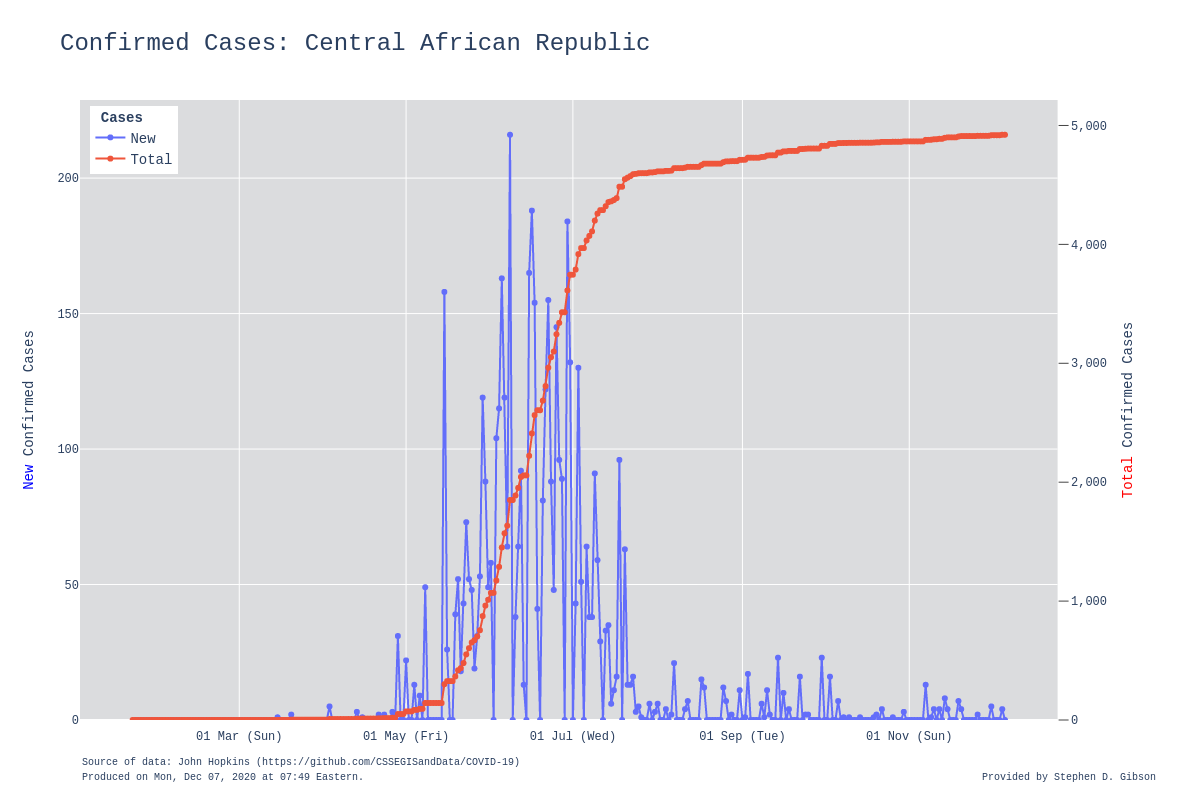 Confirmed Cases: Central African Republic
Cases
New
Total
200
150
100
50
0
5,000
4,000
3,000
2,000
1,000
0
New Confirmed Cases
Total Confirmed Cases
01 Mar (Sun)
01 May (Fri)
01 Jul (Wed)
01 Sep (Tue)
01 Nov (Sun)
Source of data: John Hopkins (https://github.com/CSSEGISandData/COVID-19)
Produced on Mon, Dec 07, 2020 at 07:49 Eastern.
Provided by Stephen D. Gibson